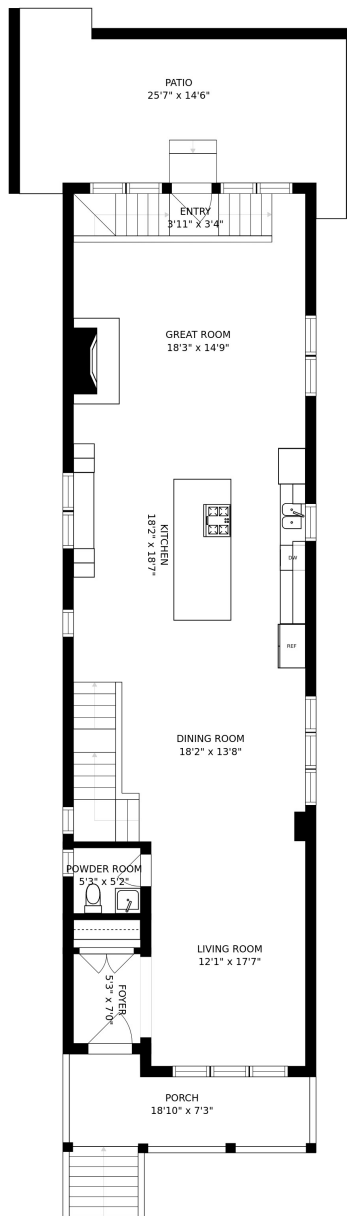 PATIO
25'7" x 14'6"
ENTRY
3'11" x 3'4"
GREAT ROOM
18'3" x 14'9"
KITCHEN
18'2" x 18'7"
DW
REF
DINING ROOM
18'2" x 13'8"
POWDER ROOM
5'3" x 5'2"
LIVING ROOM
12'1" x 17'7"
FOYER
5'3" x 7'0"
PORCH
18'10" x 7'3"